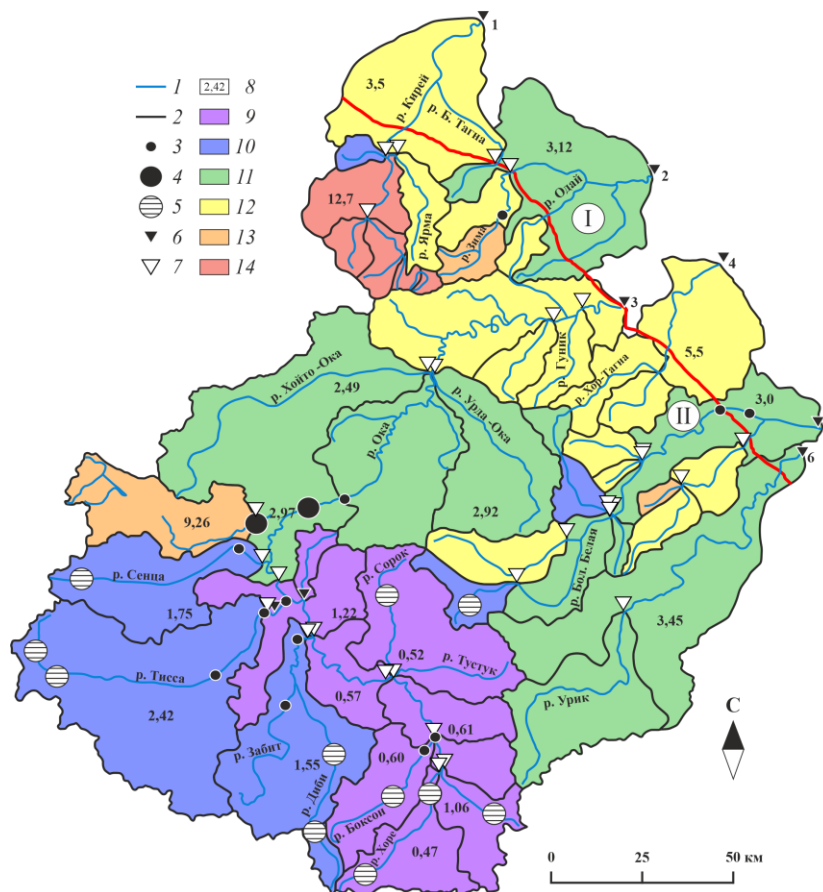 1
1 2,42 8
3,5
р. Кирей
р. Б. Тагна
2 9
3 10
3,12
4 11
2
12,7
р. Одай
5 12
I
р. Ярма
р. Зима
6 13
7 14
4
3
р. Гуник
р. Хойто -Ока
5,5
р. Хор-Тагна
2,49
р. Урда -Ока
3,0
II
р. Ока
6
9,26
2,97
2,92
р. Сорок
р. Бол. Белая
р. Сенца
1,75
1,22
3,45
0,52
р. Тустук
р. Тисса
0,57
р. Урик
2,42
С
0,61
р. Забит
0,60
1,55
р. Диби
1,06
р. Боксон
р. Хоре
0,47
0 25 50 км